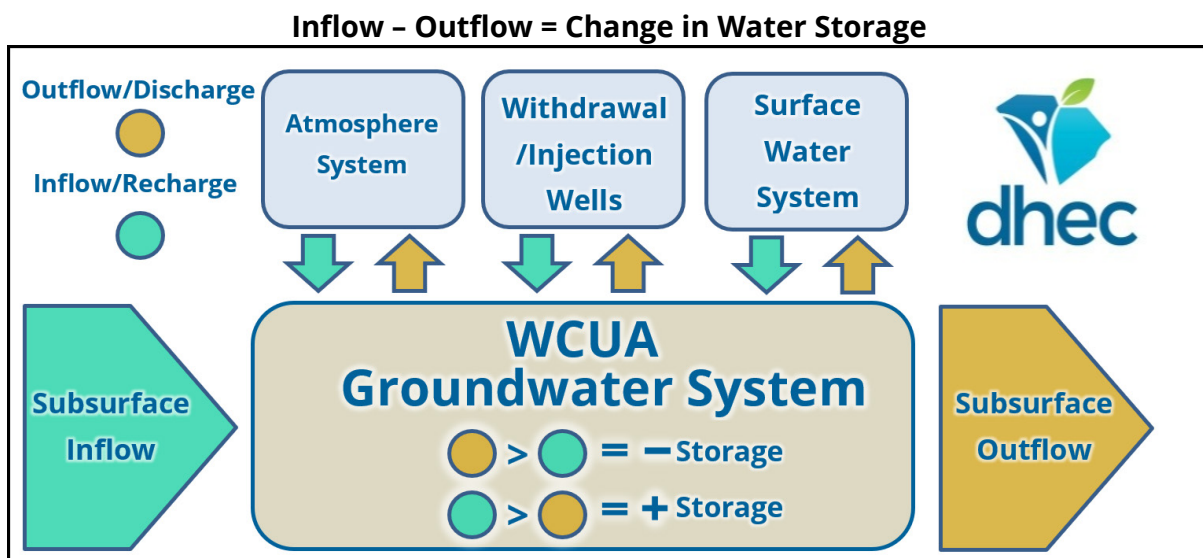 Inflow – Outflow = Change in Water Storage
Outflow/Discharge
Inflow/Recharge
Atmosphere
System
Withdrawal
/Injection
Wells
Surface
Water
System
dhec
Subsurface
Inflow
WCUA
Groundwater System
> = – Storage
> = + Storage
Subsurface
Outflow